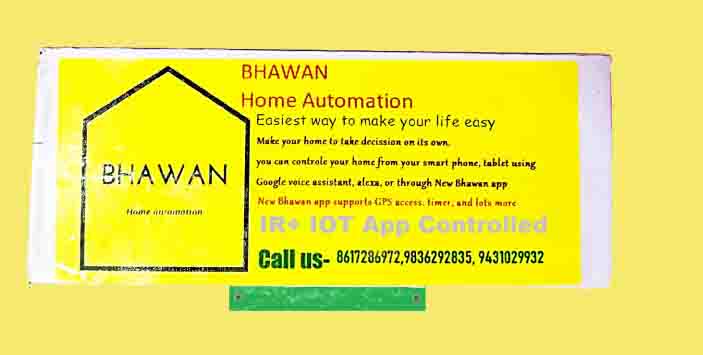 BHAWAN
Home Automation
BHAWAN
Home Automation
Easiest way to make your life easy
Make your home to take decission on its own.
you can controle your home from your smart phone, tablet using
Google voice assistant, alexa, or through New Bhawan app
New Bhawan app supports GPS access, timer, and lots more
IR+ IOT App Controlled
Call us- 8617286972,9836292835, 9431029932